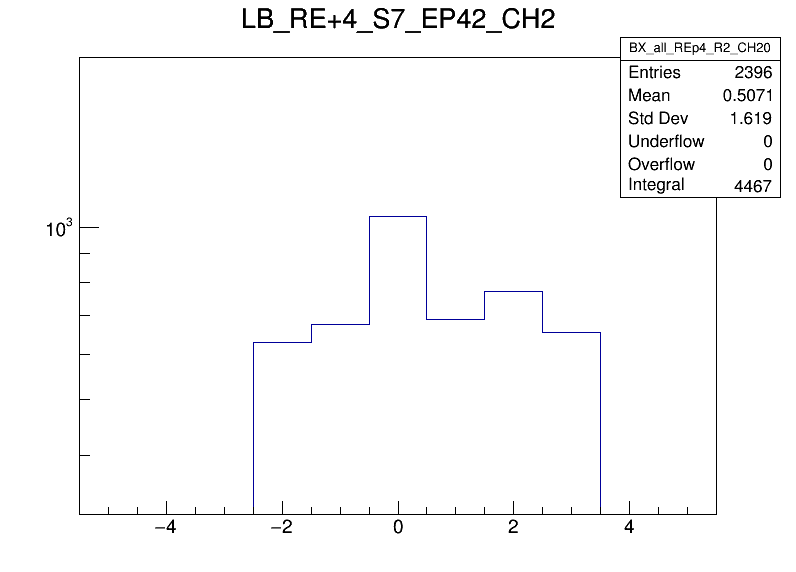 LB_RE+4_S7_EP42_CH2
BX_all_REp4_R2_CH20
Entries 2396
Mean 0.5071
Std Dev 1.619
Underflow 0
Overflow 0
Integral 4467
10³
−4 −2 0 2 4